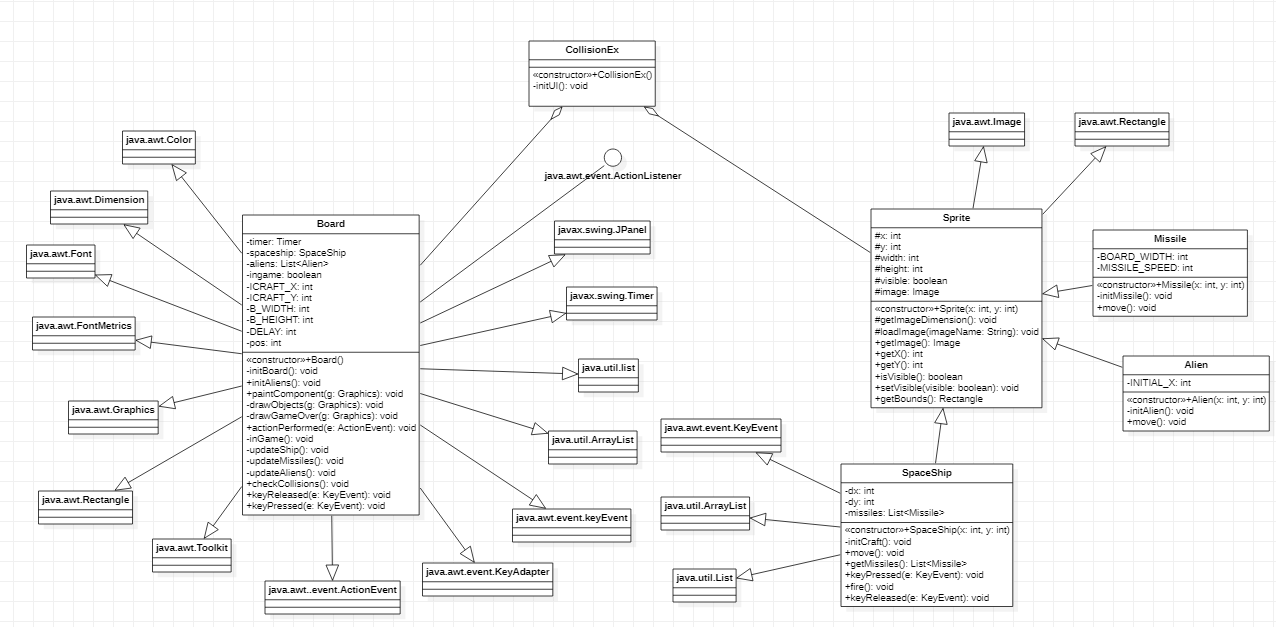 CollisionEx
«constructor»+CollisionEx()
-initUI(): void
java.awt.Color
java.awt.Dimension
java.awt.Font
java.awt.FontMetrics
java.awt.Graphics
java.awt.Rectangle
java.awt.Toolkit
java.awt..event.ActionEvent
Board
-timer: Timer
-spaceship: SpaceShip
-aliens: List<Alien>
-ingame: boolean
-ICRAFT_X: int
-ICRAFT_Y: int
-B_WIDTH: int
-B_HEIGHT: int
-DELAY: int
-pos: int
«constructor»+Board()
-initBoard(): void
+initAliens(): void
+paintComponent(g: Graphics): void
-drawObjects(g: Graphics): void
-drawGameOver(g: Graphics): void
+actionPerformed(e: ActionEvent): void
-inGame(): void
-updateShip(): void
-updateMissiles(): void
-updateAliens(): void
+checkCollisions(): void
+keyReleased(e: KeyEvent): void
+keyPressed(e: KeyEvent): void
java.awt.event.ActionListener
javax.swing.JPanel
javax.swing.Timer
java.util.list
java.util.ArrayList
java.awt.event.keyEvent
java.awt.event.KeyAdapter
java.awt.Image
java.awt.Rectangle
Sprite
#x: int
#y: int
#width: int
#height: int
#visible: boolean
#image: Image
«constructor»+Sprite(x: int, y: int)
#getImageDimension(): void
#loadImage(imageName: String): void
+getImage(): Image
+getX(): int
+getY(): int
+isVisible(): boolean
+setVisible(visible: boolean): void
+getBounds(): Rectangle
Missile
-BOARD_WIDTH: int
-MISSILE_SPEED: int
«constructor»+Missile(x: int, y: int)
-initMissile(): void
+move(): void
Alien
-INITIAL_X: int
«constructor»+Alien(x: int, y: int)
-initAlien(): void
+move(): void
java.awt.event.KeyEvent
java.util.ArrayList
java.util.List
SpaceShip
-dx: int
-dy: int
-missiles: List<Missile>
«constructor»+SpaceShip(x: int, y: int)
-initCraft(): void
+move(): void
+getMissiles(): List<Missile>
+keyPressed(e: KeyEvent): void
+fire(): void
+keyReleased(e: KeyEvent): void